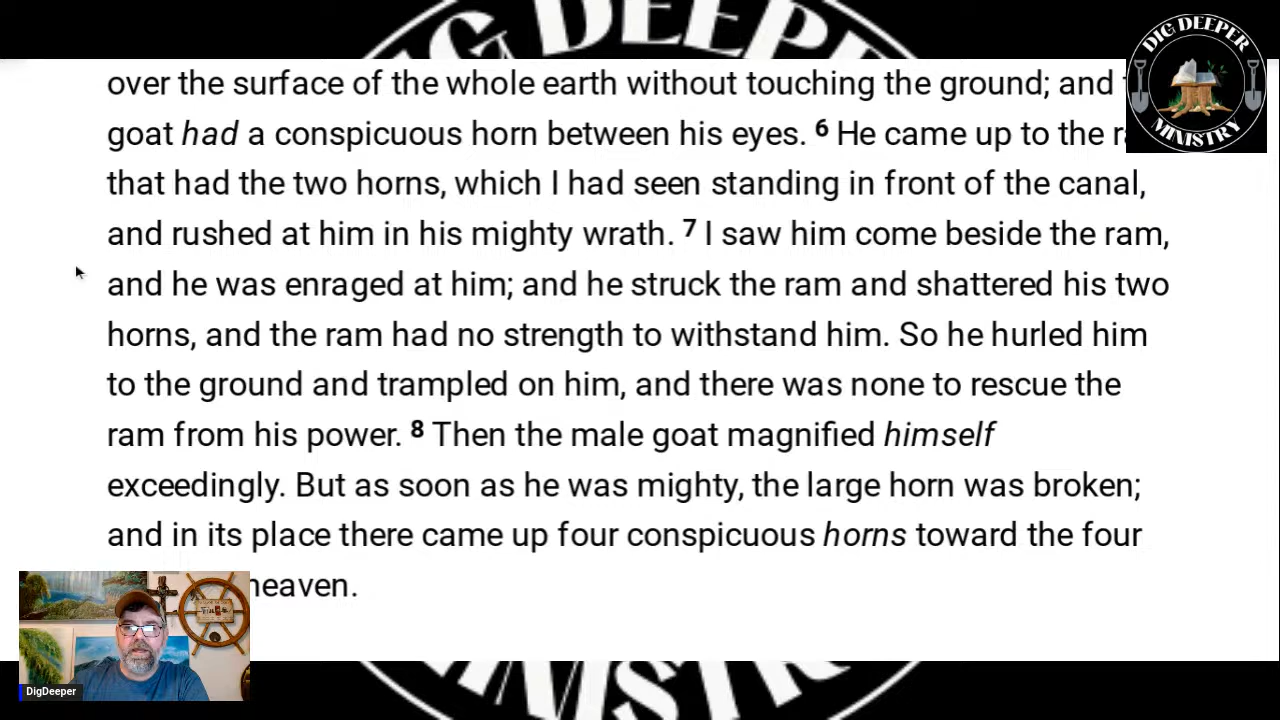 DIG DEEPER
over the surface of the whole earth without touching the ground; and
goat had a conspicuous horn between his eyes. 6 He came up to the
that had the two horns, which I had seen standing in front of the canal,
and rushed at him in his mighty wrath. 7 I saw him come beside the ram,
and he was enraged at him; and he struck the ram and shattered his two
horns, and the ram had no strength to withstand him. So he hurled him
to the ground and trampled on him, and there was none to rescue the
ram from his power. 8 Then the male goat magnified himself
exceedingly. But as soon as he was mighty, the large horn was broken;
and in its place there came up four conspicuous horns toward the four
heaven.
DIG DEEPER
MINISTRY
DigDeeper
MINISTRY